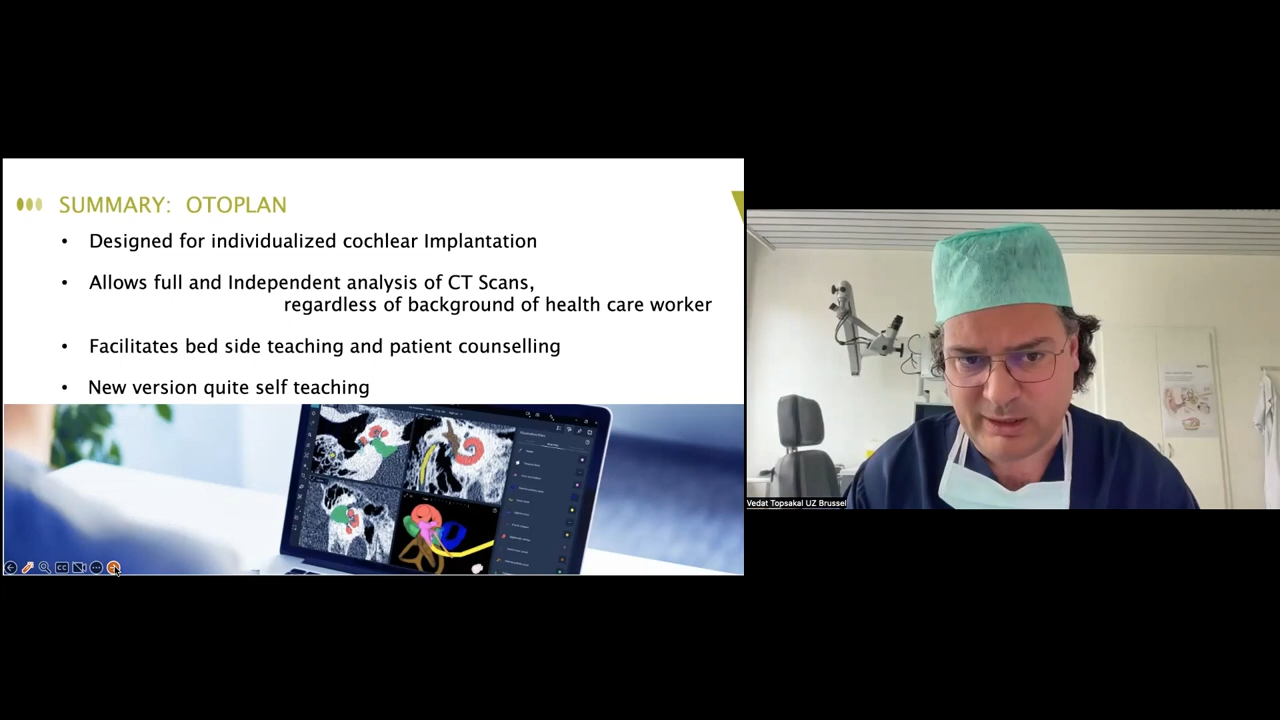 SUMMARY: OTOPLAN
• Designed for individualized cochlear Implantation
• Allows full and Independent analysis of CT Scans,
regardless of background of health care worker
• Facilitates bed side teaching and patient counselling
• New version quite self teaching
CC
Vedat Topsakal UZ Brussel